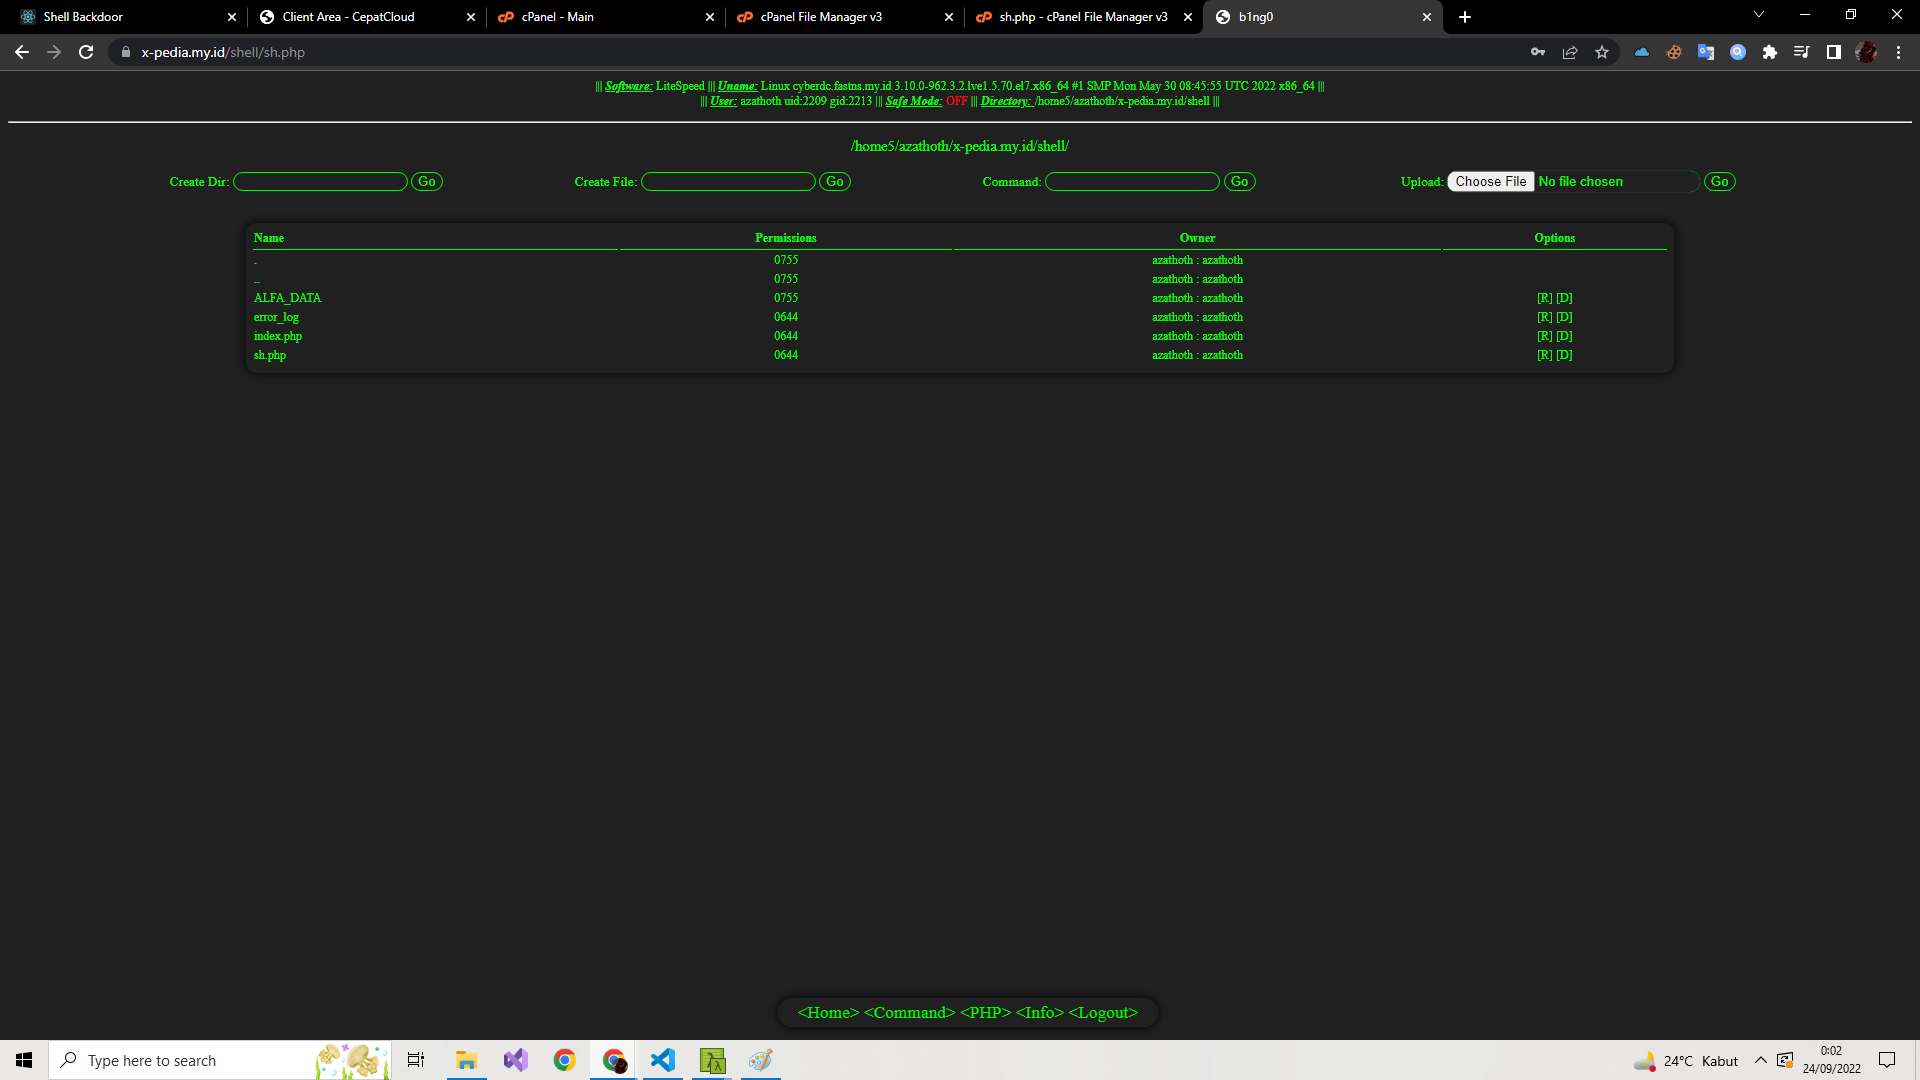 Shell Backdoor
Client Area - CepatCloud
cPanel - Main
cPanel File Manager v3
sh.php - cPanel File Manager v3
b1ng0
x-pedia.my.id/shell/sh.php
||| Software: LiteSpeed ||| Uname: Linux cyberdc.fastns.my.id 3.10.0-962.3.2.lve1.5.70.el7.x86_64 #1 SMP Mon May 30 08:45:55 UTC 2022 x86_64 |||
||| User: azathoth uid:2209 gid:2213 ||| Safe Mode: OFF ||| Directory: /home5/azathoth/x-pedia.my.id/shell |||
/home5/azathoth/x-pedia.my.id/shell/
Create Dir: Go Create File: Go Command: Go Upload: Choose File No file chosen Go
Name Permissions Owner Options
. 0755 azathoth : azathoth
.. 0755 azathoth : azathoth
ALFA_DATA 0755 azathoth : azathoth [R] [D]
error_log 0644 azathoth : azathoth [R] [D]
index.php 0644 azathoth : azathoth [R] [D]
sh.php 0644 azathoth : azathoth [R] [D]
<Home> <Command> <PHP> <Info> <Logout>
Type here to search
24°C Kabut
0:02
24/09/2022